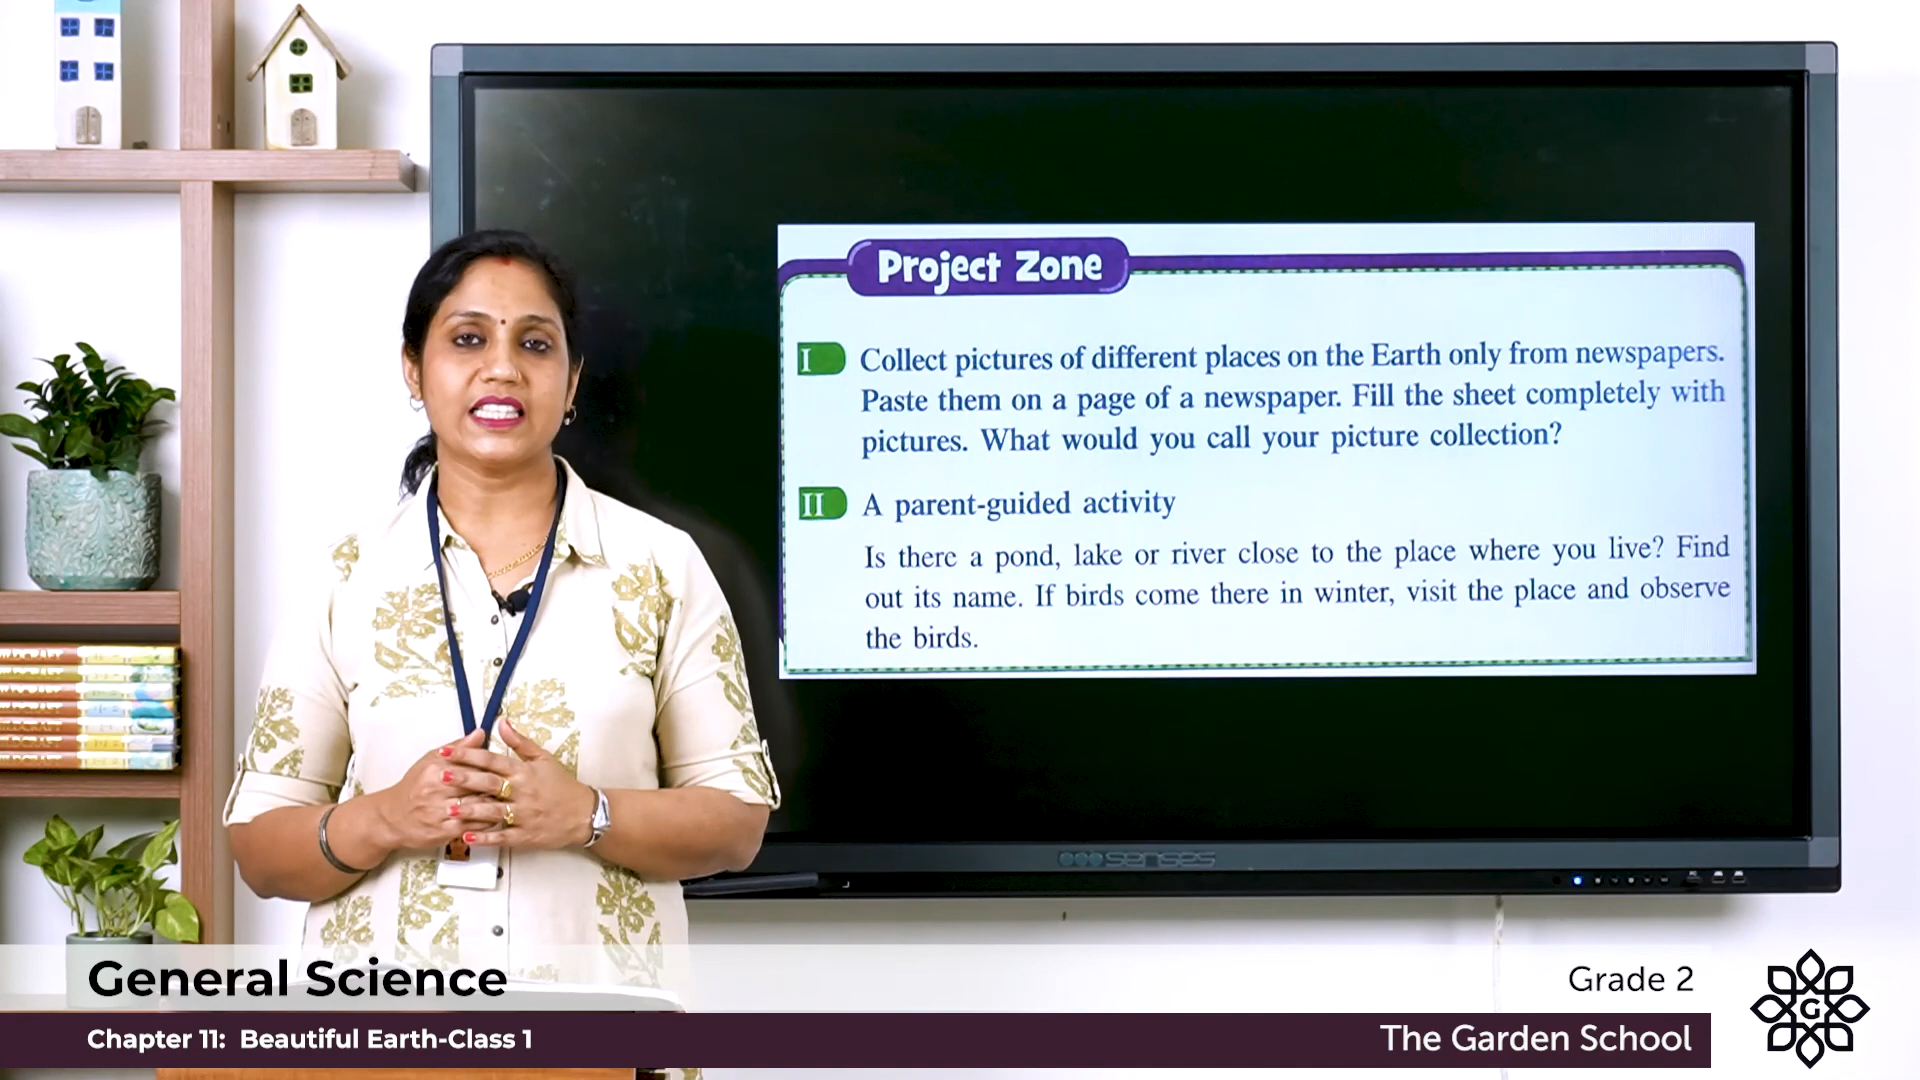 Project Zone
I Collect pictures of different places on the Earth only from newspapers.
Paste them on a page of a newspaper. Fill the sheet completely with
pictures. What would you call your picture collection?
II A parent-guided activity
Is there a pond, lake or river close to the place where you live? Find
out its name. If birds come there in winter, visit the place and observe
the birds.
senses
General Science
Grade 2
Chapter 11: Beautiful Earth-Class 1
The Garden School
G